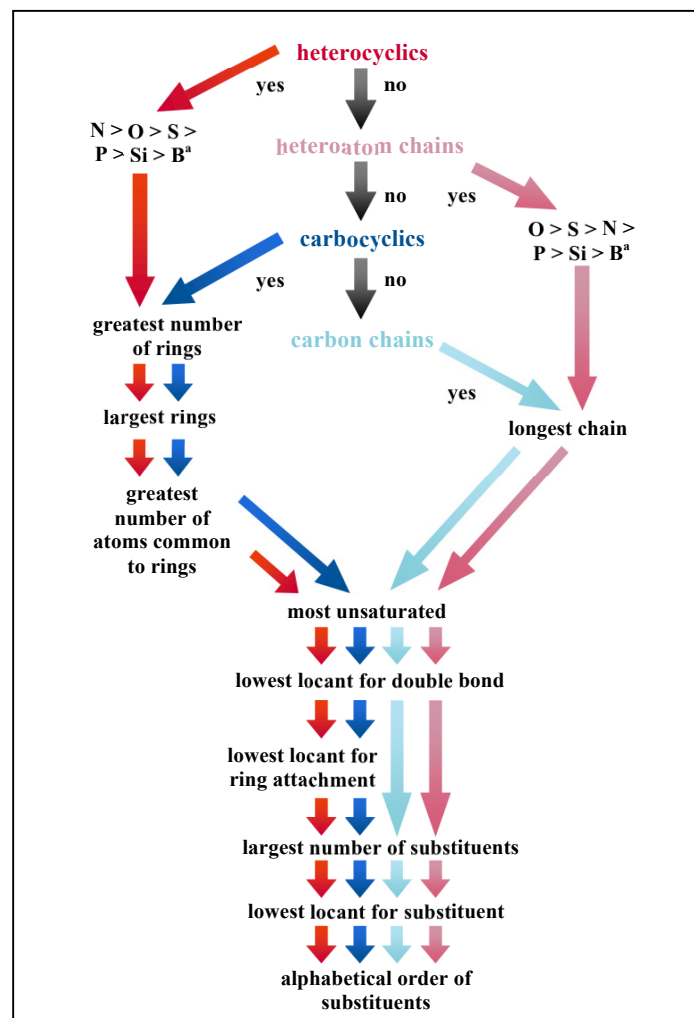 heterocyclics
yes
no
N > O > S >
P > Si > Bᵃ
heteroatom chains
no
yes
O > S > N >
P > Si > Bᵃ
carbocyclics
yes
no
greatest number
of rings
carbon chains
yes
largest rings
longest chain
greatest
number of
atoms common
to rings
most unsaturated
lowest locant for double bond
lowest locant for
ring attachment
largest number of substituents
lowest locant for substituent
alphabetical order of
substituents